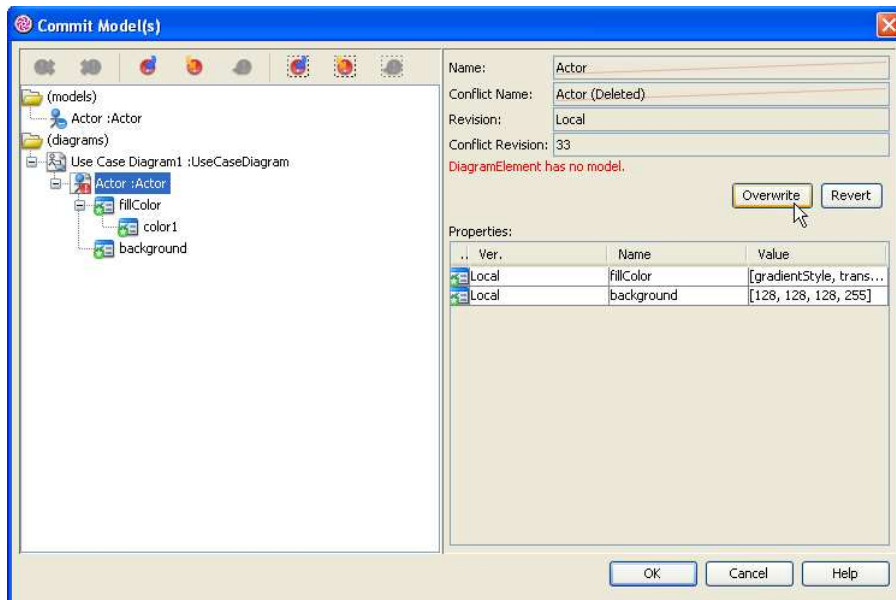 Commit Model(s)
(models)
Actor :Actor
(diagrams)
Use Case Diagram1 :UseCaseDiagram
Actor :Actor
fillColor
color1
background
Name: Actor
Conflict Name: Actor (Deleted)
Revision: Local
Conflict Revision: 33
DiagramElement has no model.
Overwrite Revert
Properties:
.. Ver. Name Value
Local fillColor [gradientStyle, trans...
Local background [128, 128, 128, 255]
OK Cancel Help